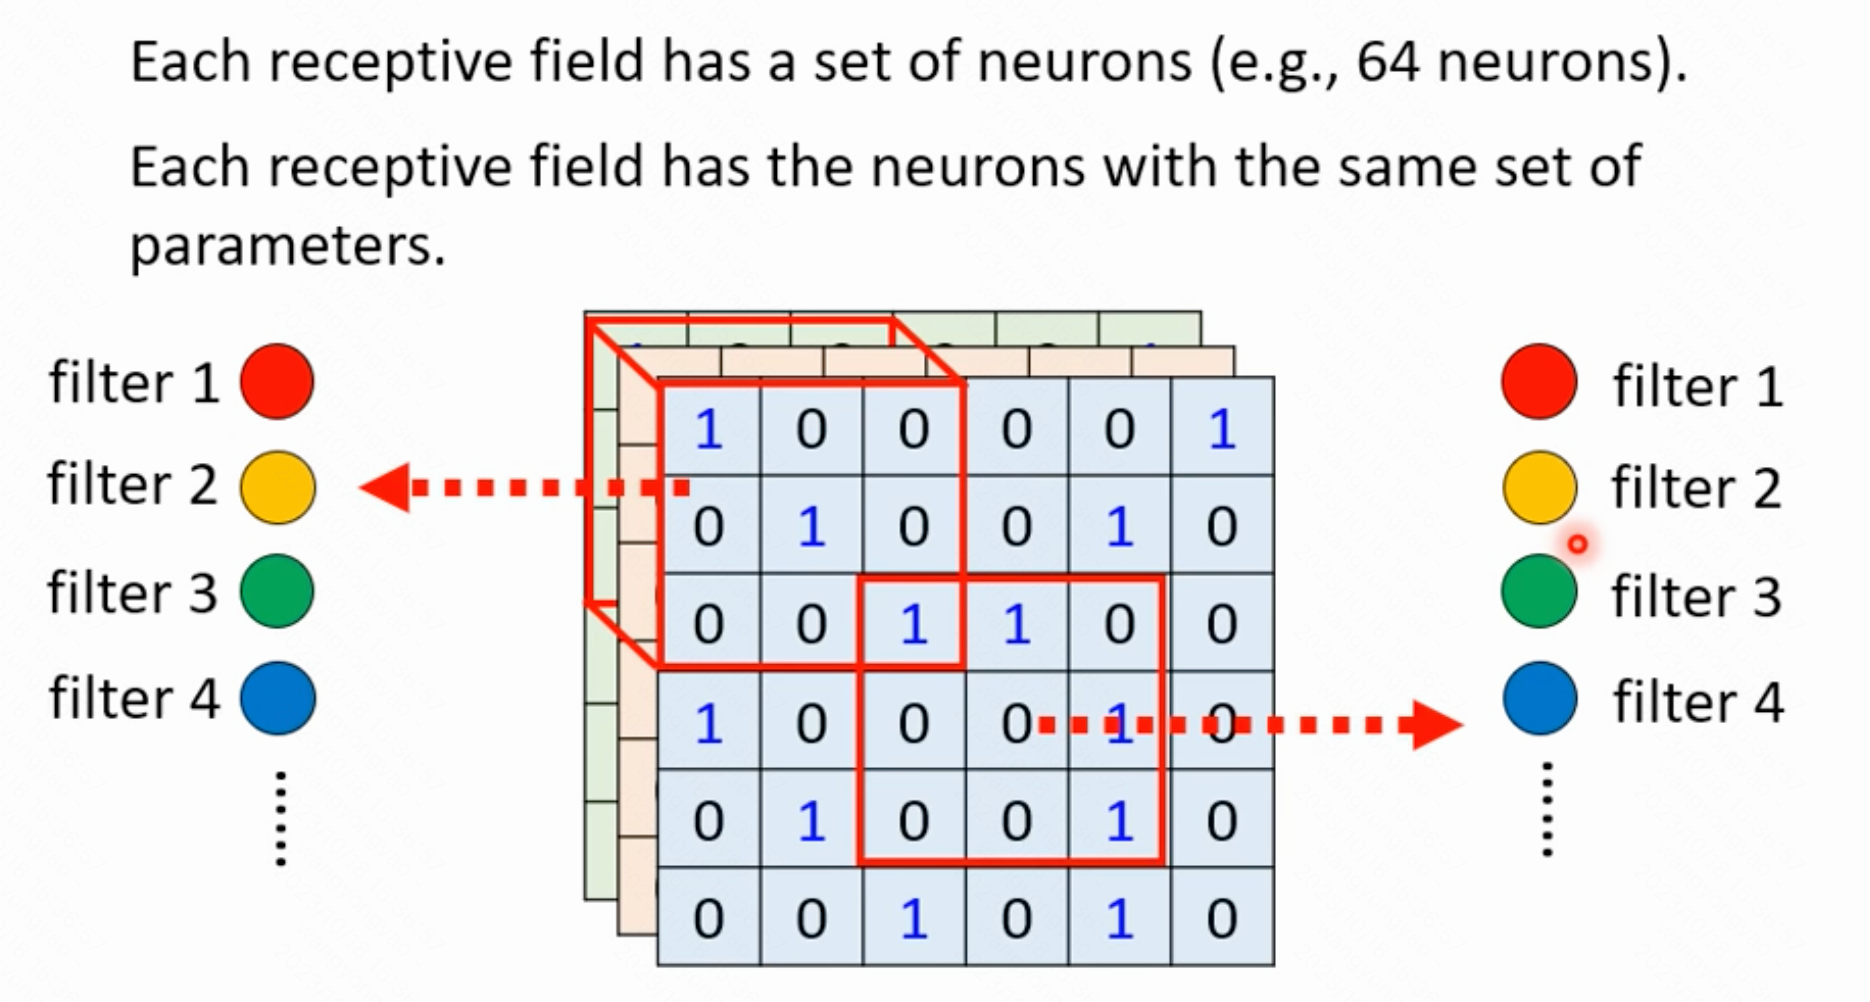 Each receptive field has a set of neurons (e.g., 64 neurons).
Each receptive field has the neurons with the same set of
parameters.
filter 1
filter 2
filter 3
filter 4
1 0 0 0 0 1
0 1 0 0 1 0
0 0 1 1 0 0
1 0 0 0 1 0
0 1 0 0 1 0
0 0 1 0 1 0
filter 1
filter 2
filter 3
filter 4